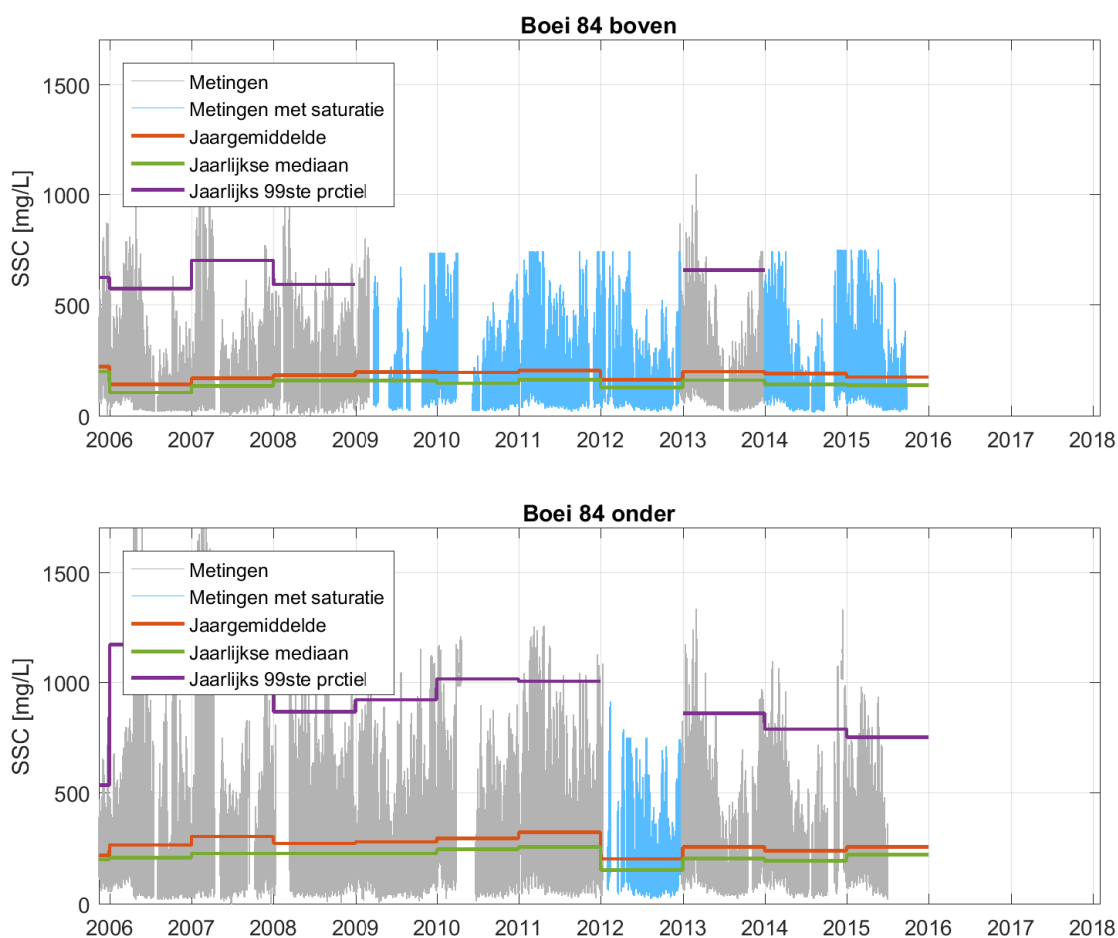 Boei 84 boven
1500
1000
500
0
SSC [mg/L]
Metingen
Metingen met saturatie
Jaargemiddelde
Jaarlijkse mediaan
Jaarlijks 99ste prctiel
2006 2007 2008 2009 2010 2011 2012 2013 2014 2015 2016 2017 2018
Boei 84 onder
1500
1000
500
0
SSC [mg/L]
Metingen
Metingen met saturatie
Jaargemiddelde
Jaarlijkse mediaan
Jaarlijks 99ste prctiel
2006 2007 2008 2009 2010 2011 2012 2013 2014 2015 2016 2017 2018